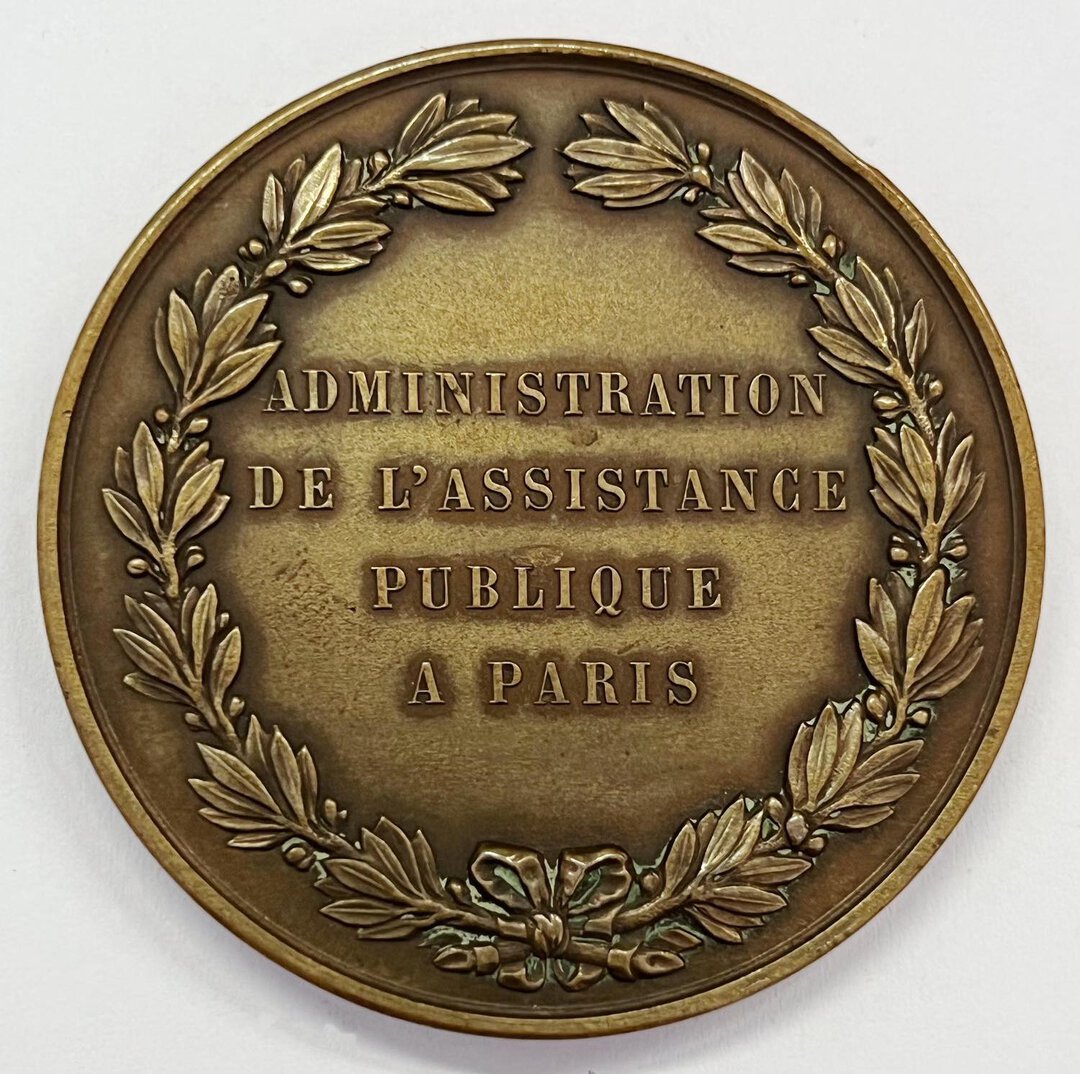 ADMINISTRATION
DE L'ASSISTANCE
PUBLIQUE
A PARIS